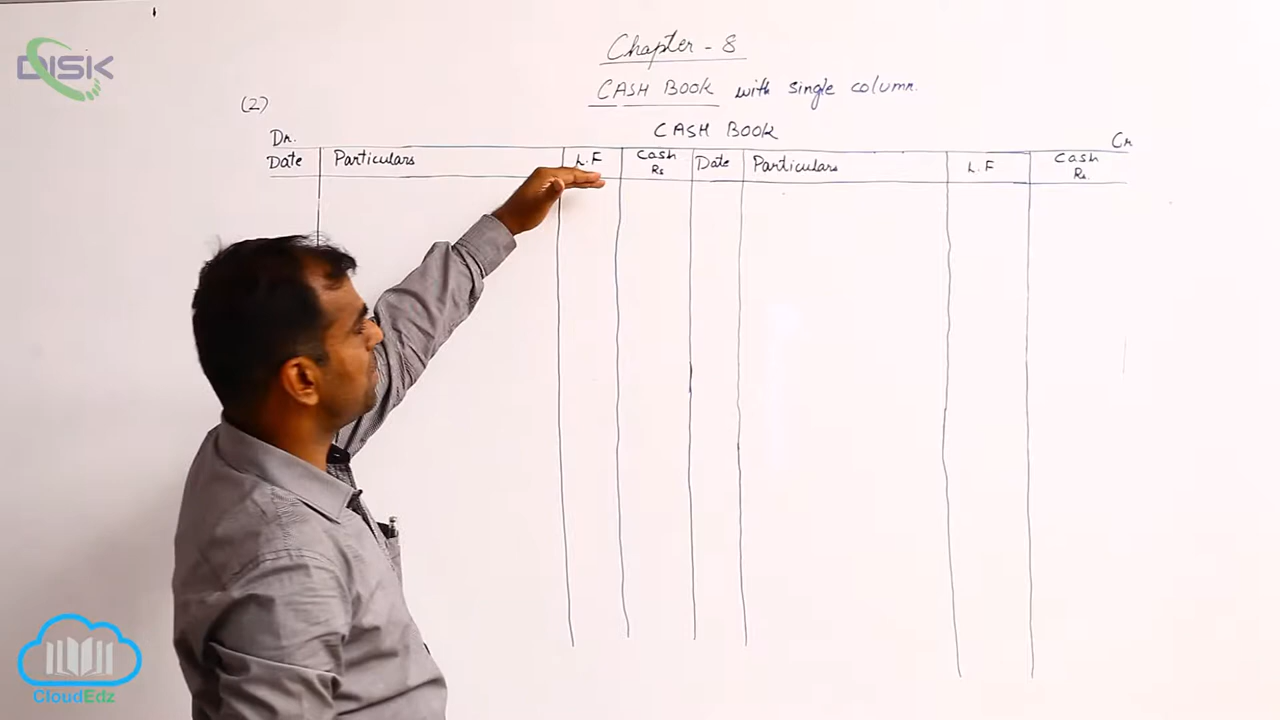 DISK
Chapter - 8
CASH BOOK with single column.
(2)
CASH BOOK
Dr. Cr
Date Particulars L.F Cash Rs Date Particulars L.F Cash Rs.
CloudEdz